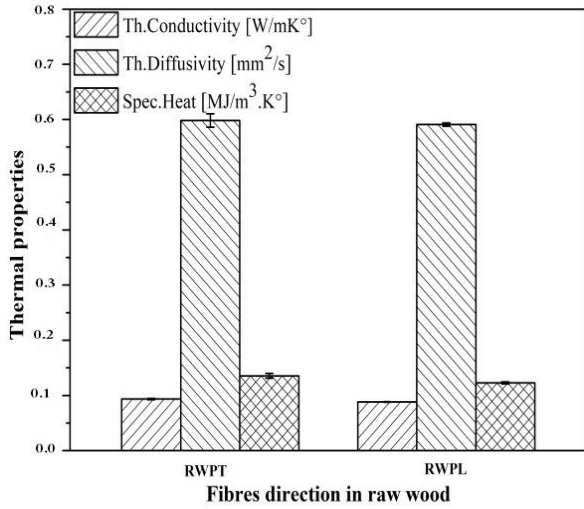 0.8
0.7
0.6
0.5
0.4
0.3
0.2
0.1
0.0
Thermal properties
Th.Conductivity [W/mK°]
Th.Diffusivity [mm²/s]
Spec.Heat [MJ/m³.K°]
RWPT RWPL
Fibres direction in raw wood